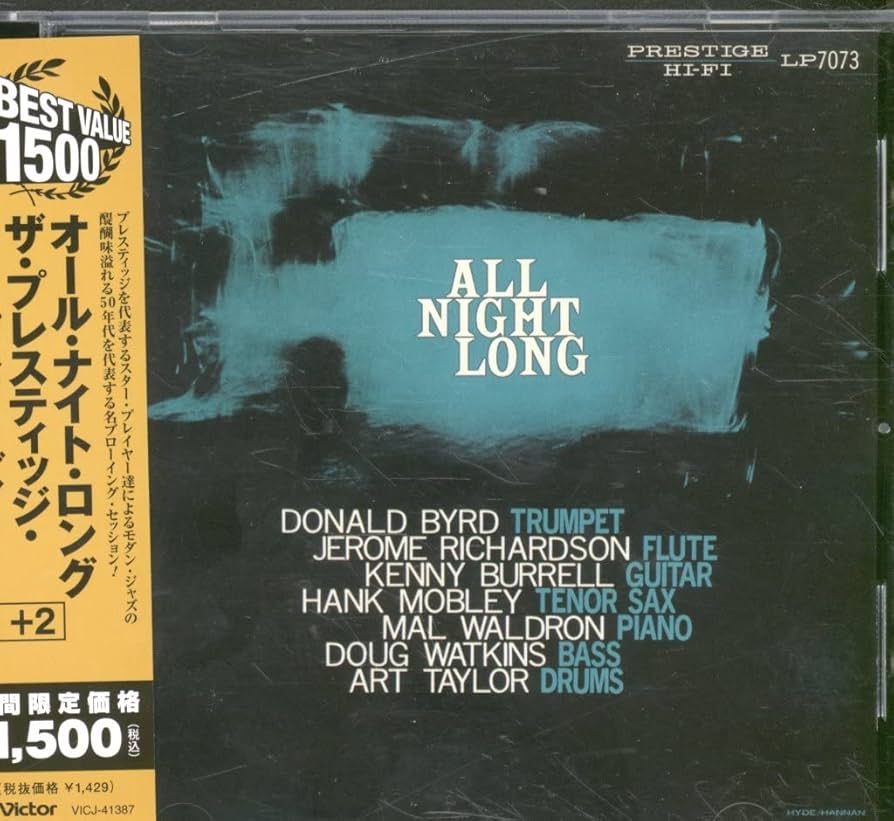 BEST VALUE
1500
オール・ナイト・ロング
ザ・プレスティッジ・
プレスティッジを代表するスター・プレイヤー達によるモダン・ジャズの
醍醐味溢れる50年代を代表する名ブローイング・セッション!
+2
間限定価格
1,500(税込)
(税抜価格 ¥1,429)
Victor VICJ-41387
PRESTIGE
HI-FI LP7073
ALL
NIGHT
LONG
DONALD BYRD TRUMPET
JEROME RICHARDSON FLUTE
KENNY BURRELL GUITAR
HANK MOBLEY TENOR SAX
MAL WALDRON PIANO
DOUG WATKINS BASS
ART TAYLOR DRUMS
HYDE/HANNAN